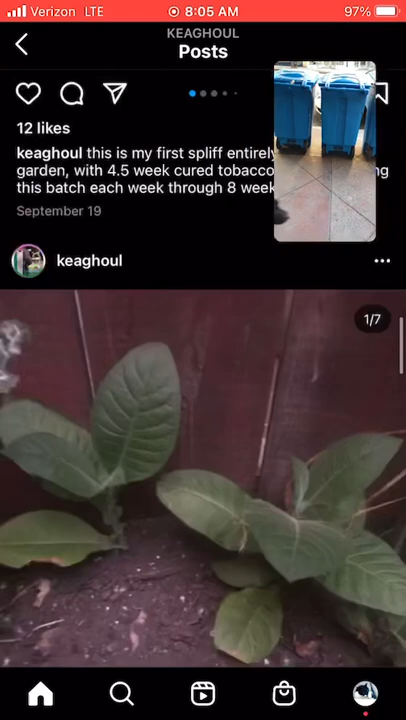 Verizon LTE 8:05 AM 97%
KEAGHOUL
Posts
12 likes
keaghoul this is my first spliff entirely
garden, with 4.5 week cured tobacco ng
this batch each week through 8 week
September 19
keaghoul
1/7